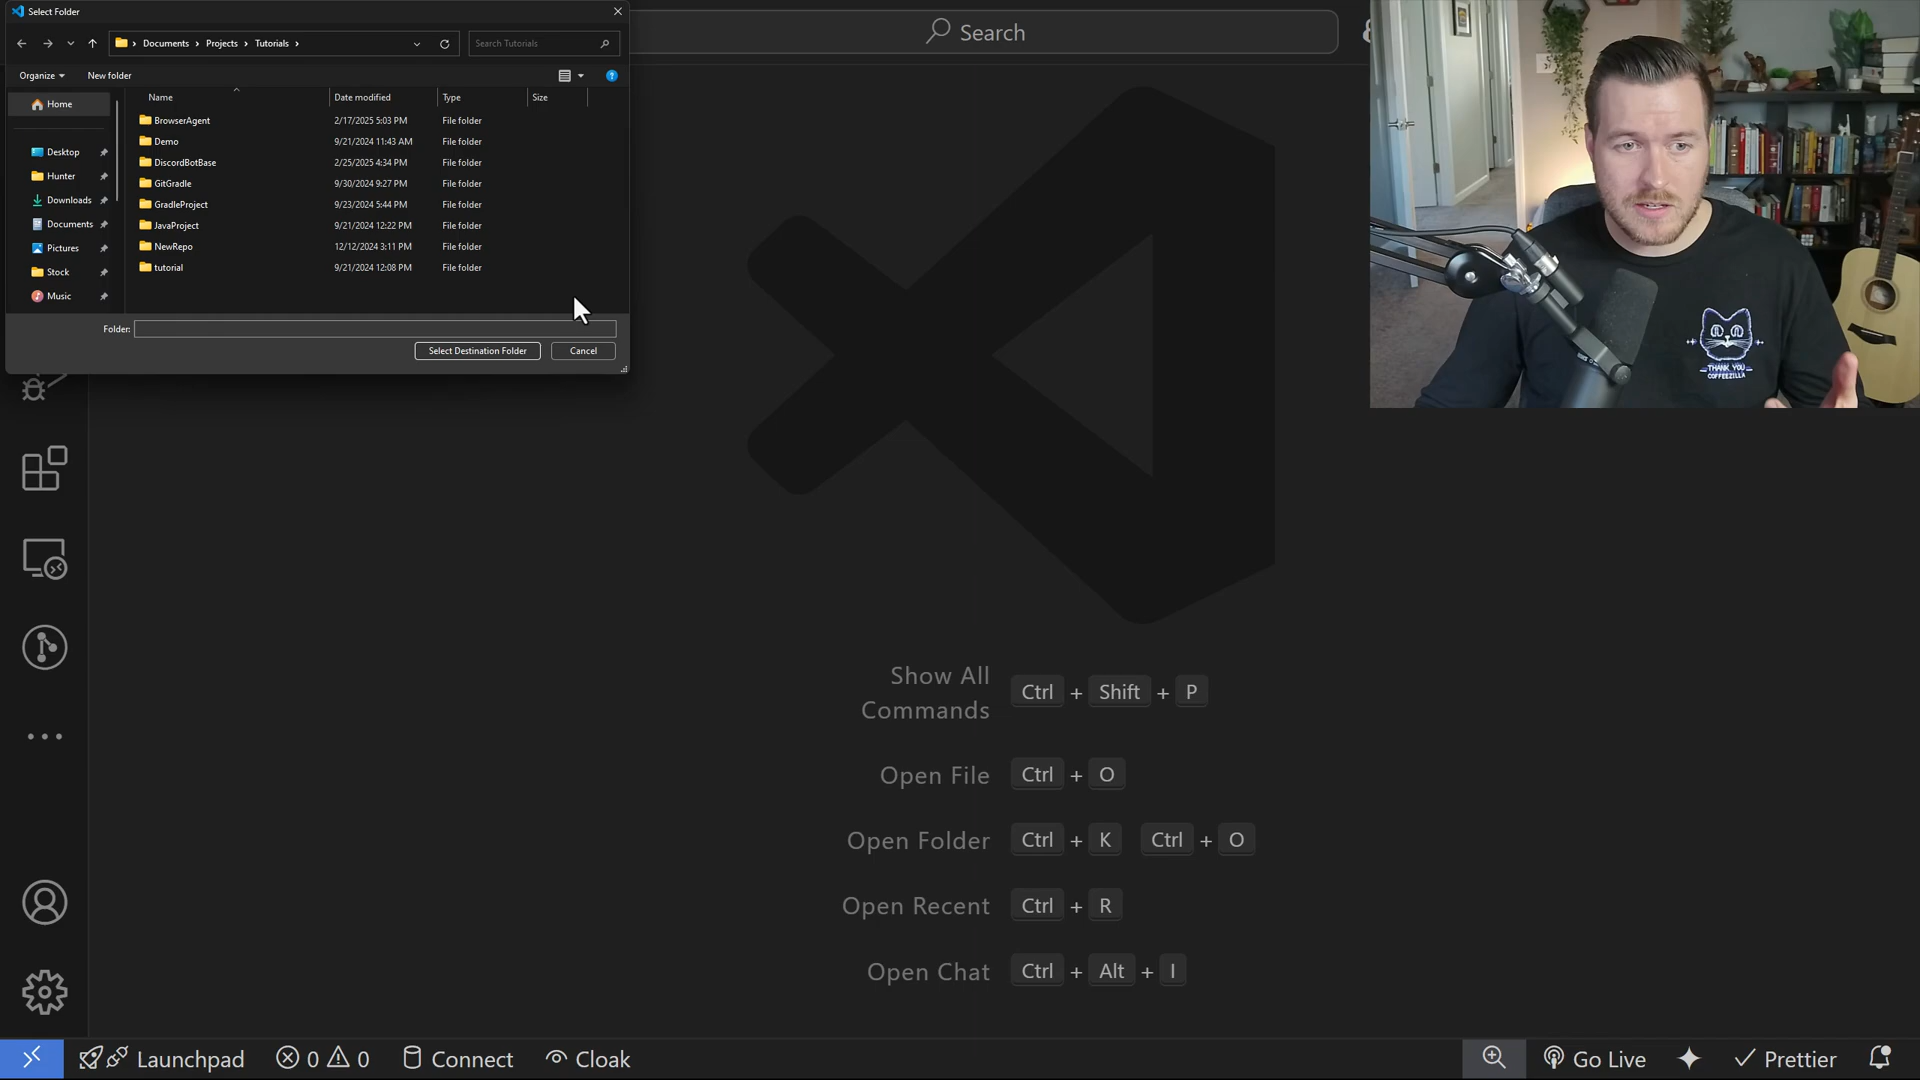 Select Folder
Documents > Projects > Tutorials >
Search Tutorials
Search
Organize
New folder
?
Name
Date modified
Type
Size
Home
Desktop
Hunter
Downloads
Documents
Pictures
Stock
Music
BrowserAgent 2/17/2025 5:03 PM File folder
Demo 9/21/2024 11:43 AM File folder
DiscordBotBase 2/25/2025 4:34 PM File folder
GitGradle 9/30/2024 9:27 PM File folder
GradleProject 9/23/2024 5:44 PM File folder
JavaProject 9/21/2024 12:22 PM File folder
NewRepo 12/12/2024 3:11 PM File folder
tutorial 9/21/2024 12:08 PM File folder
Folder:
Select Destination Folder
Cancel
THANK YOU
COFFEEZILLA
Show All
Commands
Ctrl + Shift + P
Open File Ctrl + O
Open Folder Ctrl + K Ctrl + O
Open Recent Ctrl + R
Open Chat Ctrl + Alt + I
Launchpad
0
0
Connect
Cloak
Go Live
Prettier